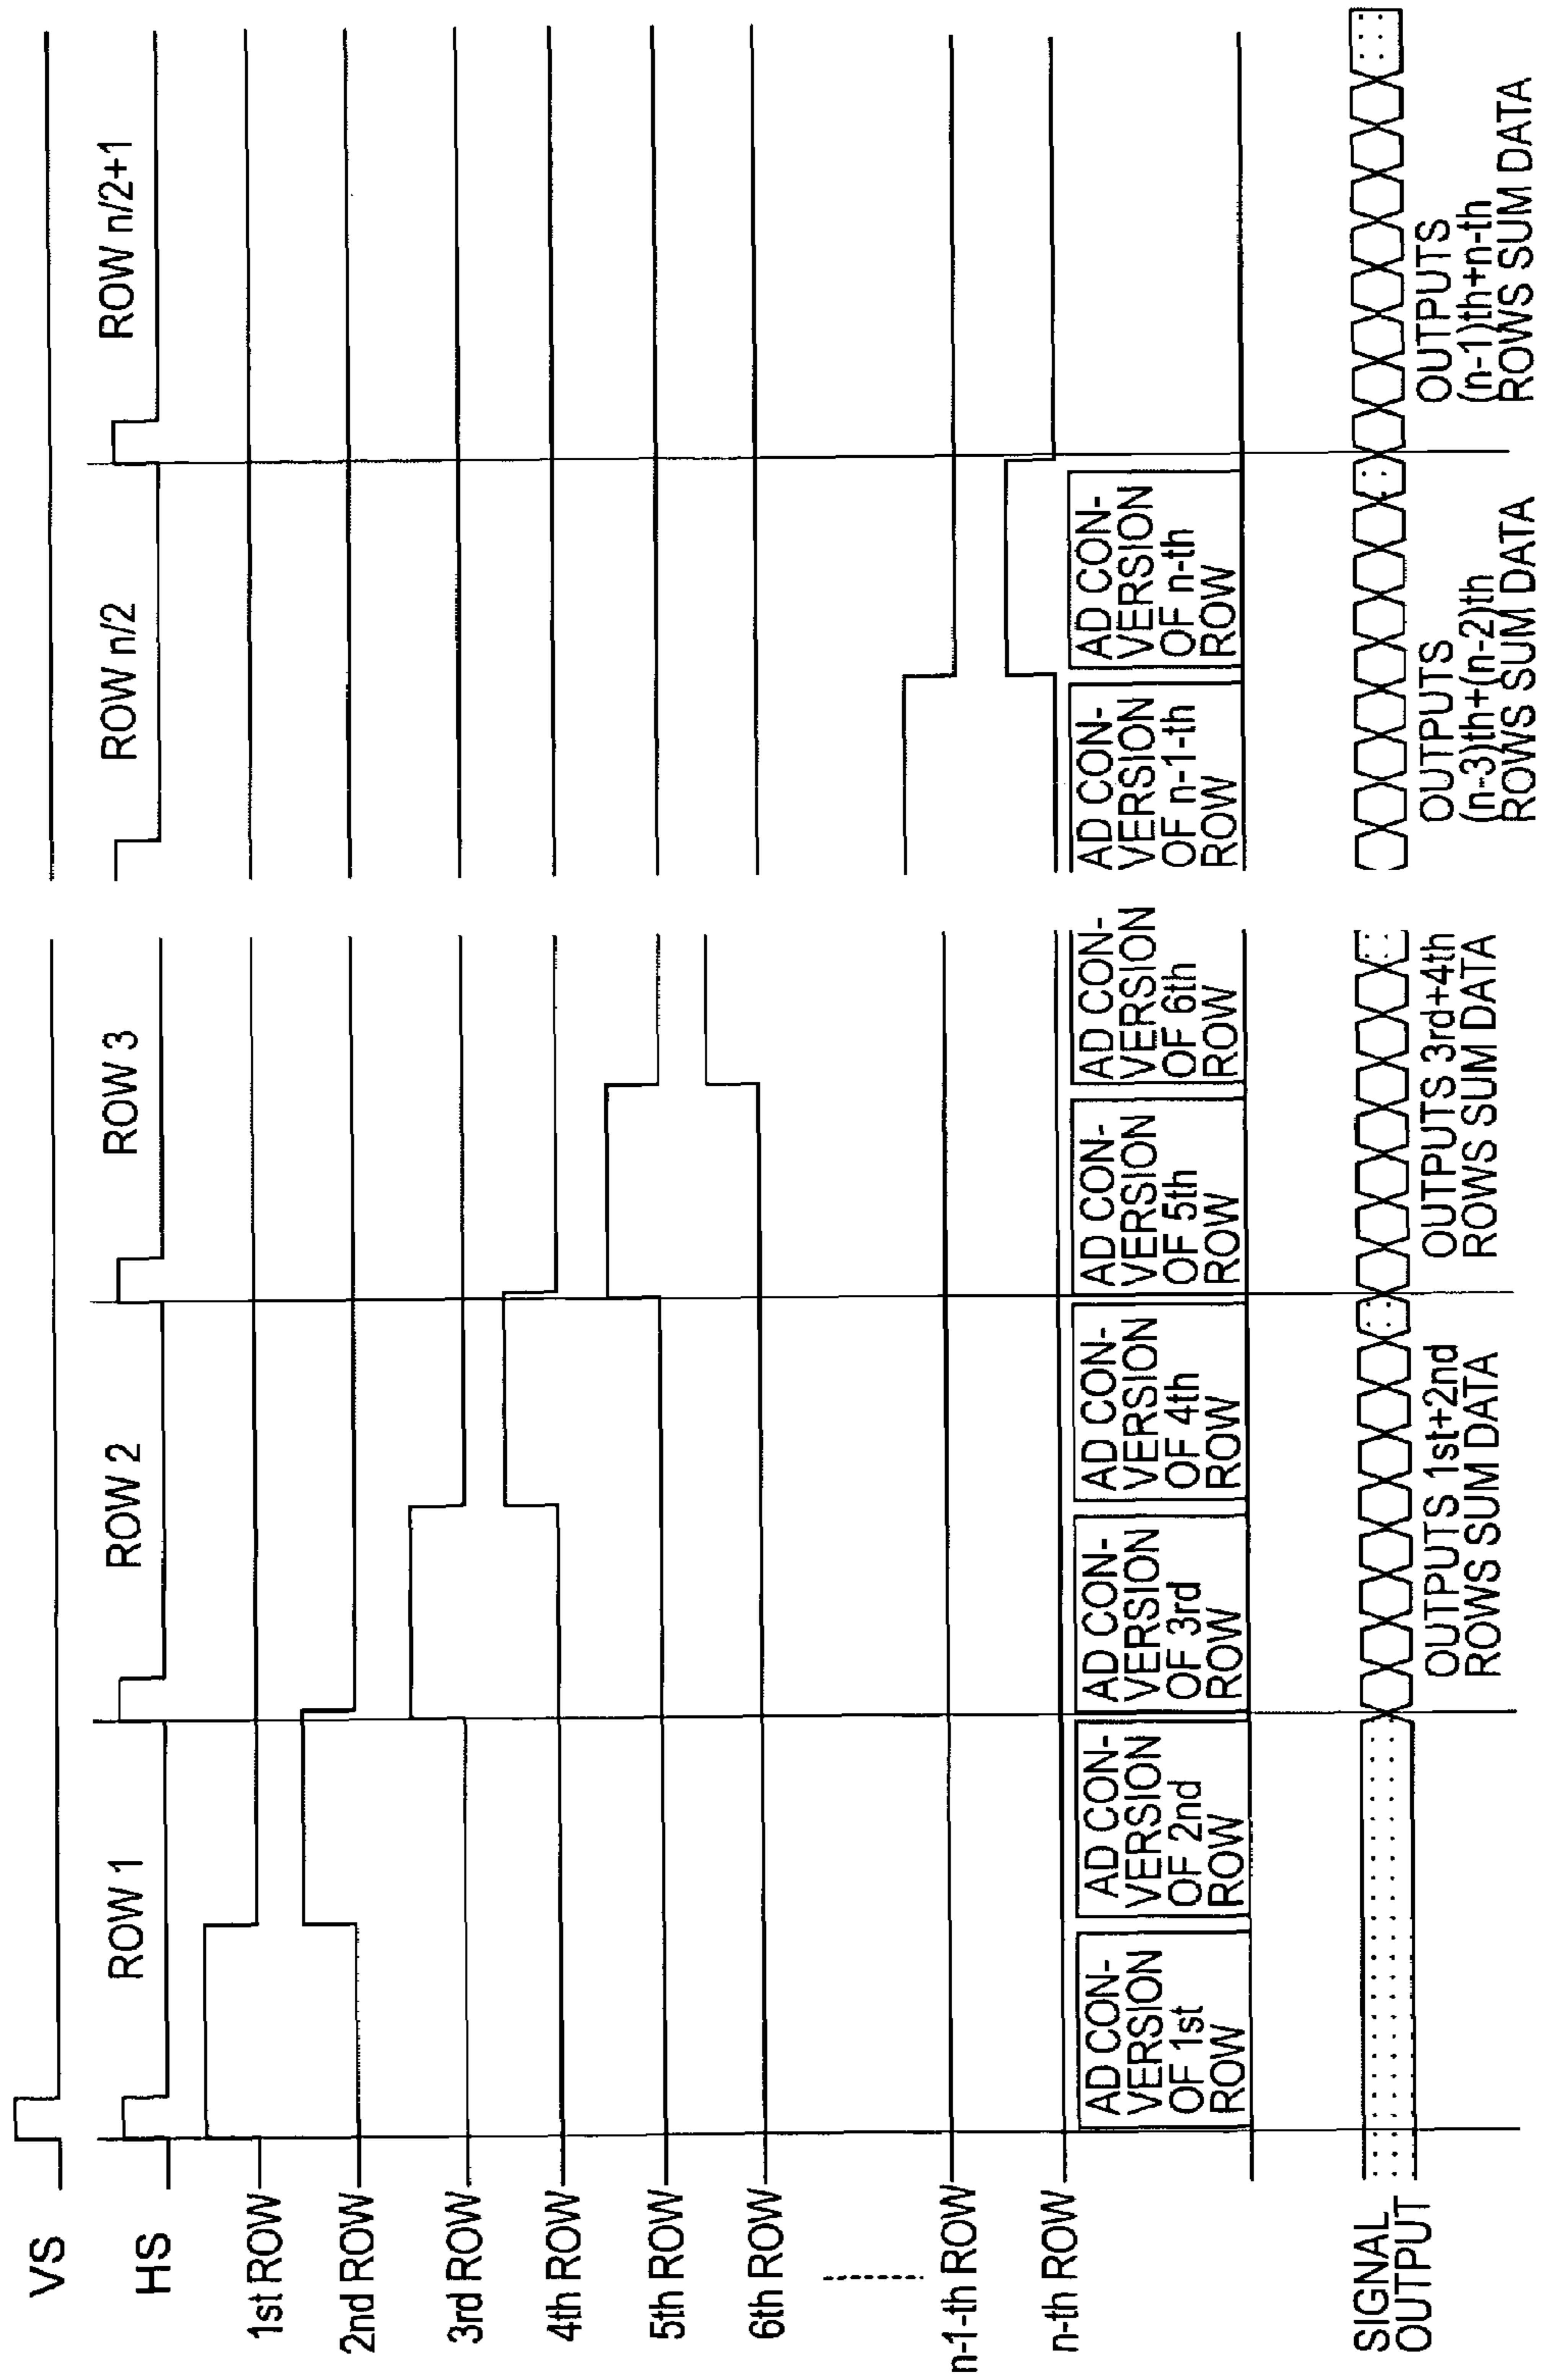 VS
HS
ROW 1
ROW 2
ROW 3
ROW n/2
ROW n/2+1
1st ROW
2nd ROW
3rd ROW
4th ROW
5th ROW
6th ROW
n-1-th ROW
n-th ROW
AD CON-
VERSION
OF 1st
ROW
AD CON-
VERSION
OF 2nd
ROW
AD CON-
VERSION
OF 3rd
ROW
AD CON-
VERSION
OF 4th
ROW
AD CON-
VERSION
OF 5th
ROW
AD CON-
VERSION
OF 6th
ROW
AD CON-
VERSION
OF n-1-th
ROW
AD CON-
VERSION
OF n-th
ROW
SIGNAL
OUTPUT
OUTPUTS 1st+2nd
ROWS SUM DATA
OUTPUTS 3rd+4th
ROWS SUM DATA
OUTPUTS
(n-3)th+(n-2)th
ROWS SUM DATA
OUTPUTS
(n-1)th+n-th
ROWS SUM DATA